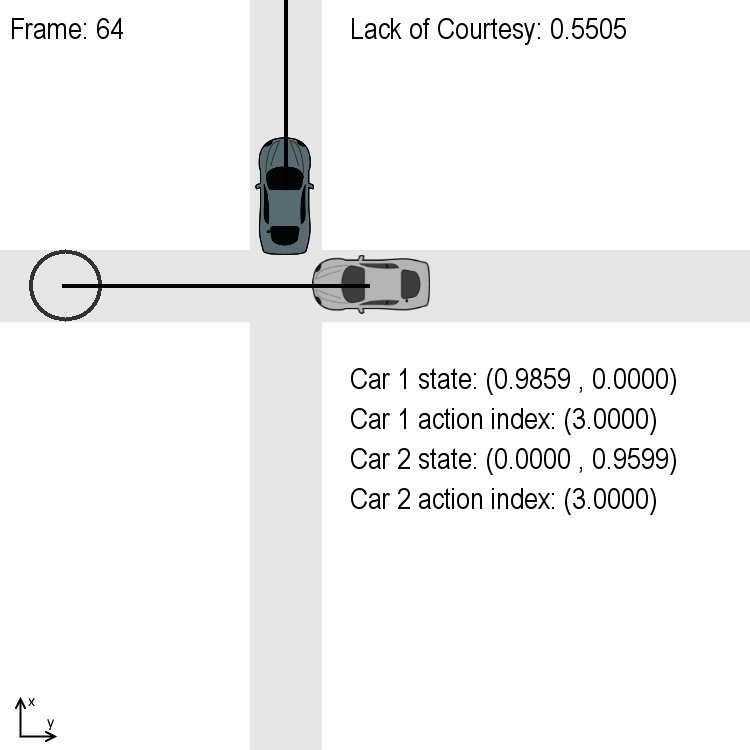 Frame: 64
Lack of Courtesy: 0.5505
Car 1 state: (0.9859 , 0.0000)
Car 1 action index: (3.0000)
Car 2 state: (0.0000 , 0.9599)
Car 2 action index: (3.0000)
x
y